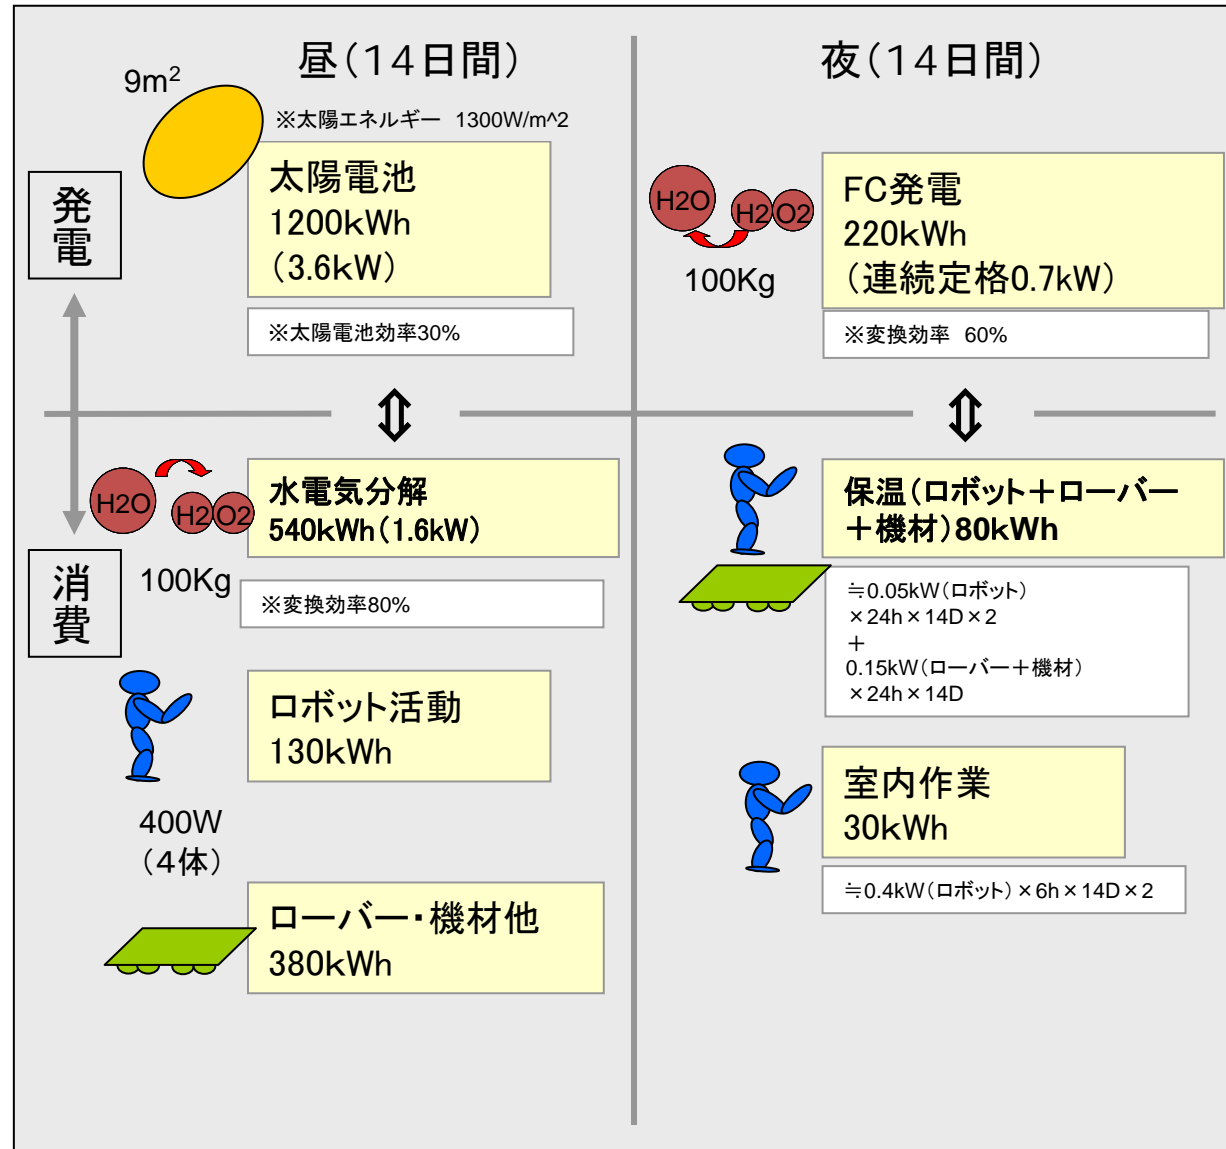 昼（14日間）
9m2
※太陽エネルギー 1300W/m^2
太陽電池
1200kWh
（3.6kW）
※太陽電池効率30%
発電
夜（14日間）
H2O
H2
O2
100Kg
FC発電
220kWh
（連続定格0.7kW）
※変換効率 60%
消費
H2O
H2
O2
100Kg
水電気分解
540kWh（1.6kW）
※変換効率80%
ロボット活動
130kWh
400W
（4体）
ローバー・機材他
380kWh
保温（ロボット＋ローバー
＋機材）80kWh
≒0.05kW（ロボット）
×24h×14D×2
＋
0.15kW（ローバー＋機材）
×24h×14D
室内作業
30kWh
≒0.4kW（ロボット）×6h×14D×2